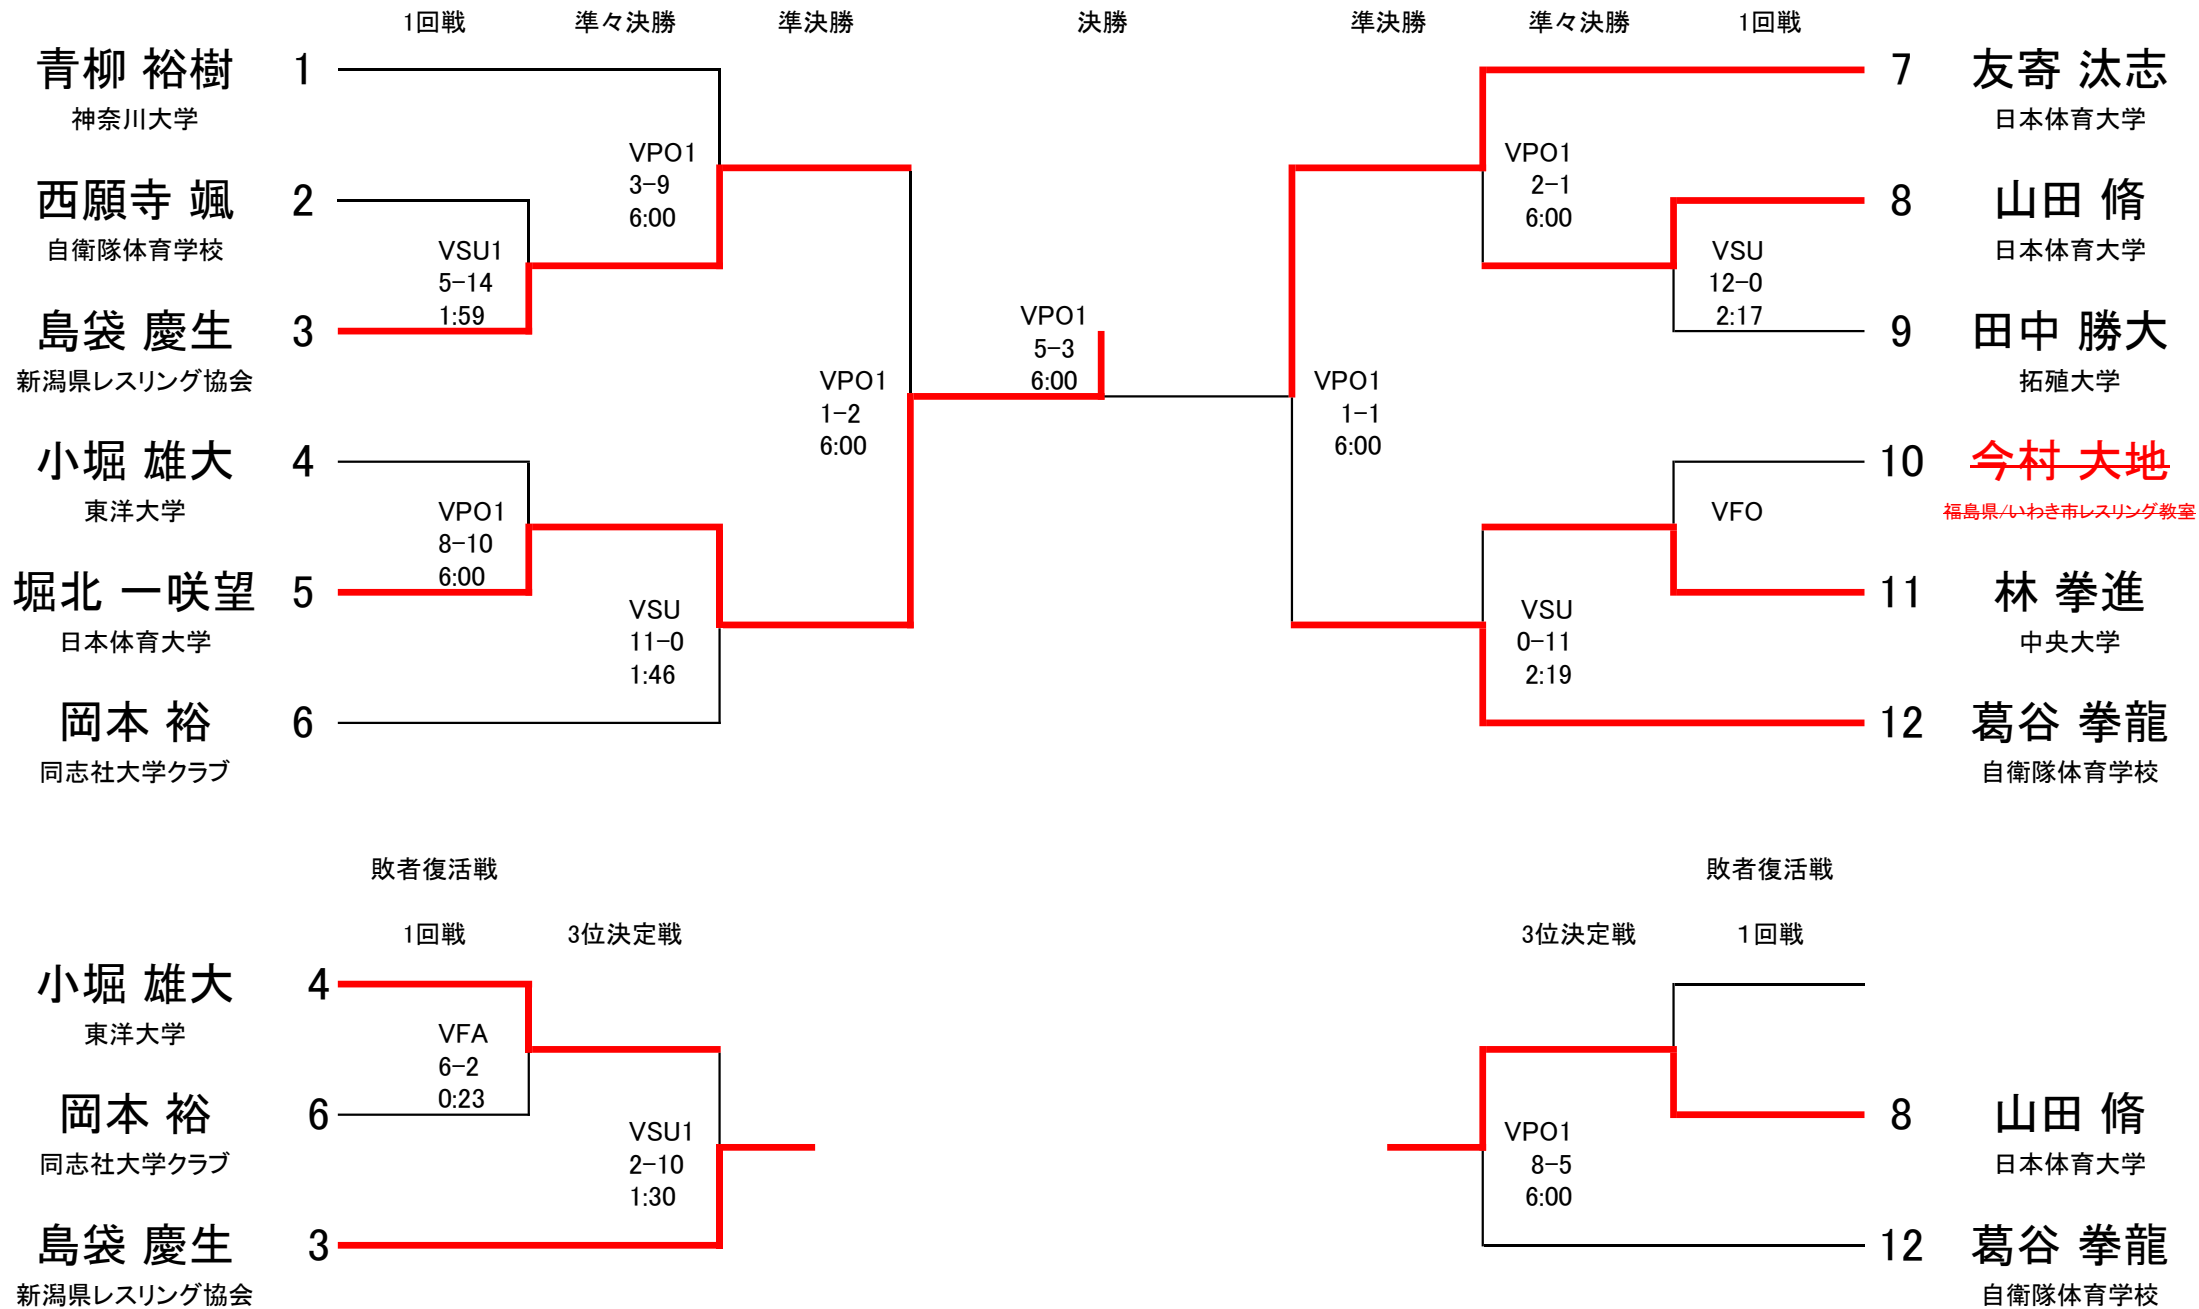 1回戦 準々決勝 準決勝 決勝 準決勝 準々決勝 1回戦
青柳 裕樹 1
神奈川大学
7 友寄 汰志
日本体育大学
VPO1
3-9
6:00
VPO1
2-1
6:00
西願寺 颯 2
自衛隊体育学校
8 山田 脩
日本体育大学
VSU1
5-14
1:59
VSU
12-0
2:17
島袋 慶生 3
新潟県レスリング協会
9 田中 勝大
拓殖大学
VPO1
5-3
6:00
VPO1
1-2
6:00
VPO1
1-1
6:00
小堀 雄大 4
東洋大学
10 今村 大地
福島県/いわき市レスリング教室
VPO1
8-10
6:00
VFO
堀北 一咲望 5
日本体育大学
11 林 拳進
中央大学
VSU
11-0
1:46
VSU
0-11
2:19
岡本 裕 6
同志社大学クラブ
12 葛谷 拳龍
自衛隊体育学校
敗者復活戦 敗者復活戦
1回戦 3位決定戦 3位決定戦 1回戦
小堀 雄大 4
東洋大学
VFA
6-2
0:23
岡本 裕 6
同志社大学クラブ
8 山田 脩
日本体育大学
VSU1
2-10
1:30
VPO1
8-5
6:00
島袋 慶生 3
新潟県レスリング協会
12 葛谷 拳龍
自衛隊体育学校